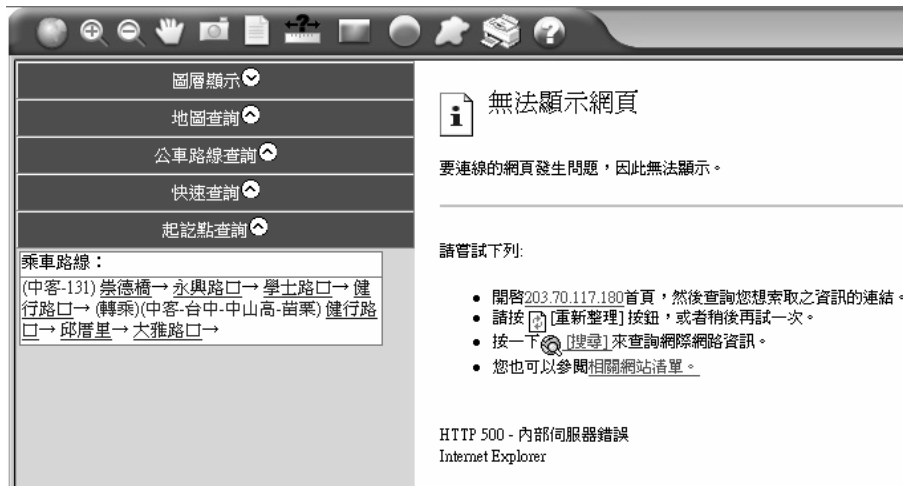 圖層顯示
地圖查詢
公車路線查詢
快速查詢
起訖點查詢
乘車路線：
(中客-131) 崇德橋→ 永興路口→ 學士路口→ 健
行路口→ (轉乘)(中客-台中-中山高-苗栗) 健行路
口→ 邱厝里→ 大雅路口→
無法顯示網頁
要連線的網頁發生問題，因此無法顯示。
請嘗試下列:
開啓203.70.117.180首頁，然後查詢您想索取之資訊的連結。
請按 [重新整理] 按鈕，或者稍後再試一次。
按一下 [搜尋] 來查詢網際網路資訊。
您也可以參閱相關網站清單。
HTTP 500 - 內部伺服器錯誤
Internet Explorer